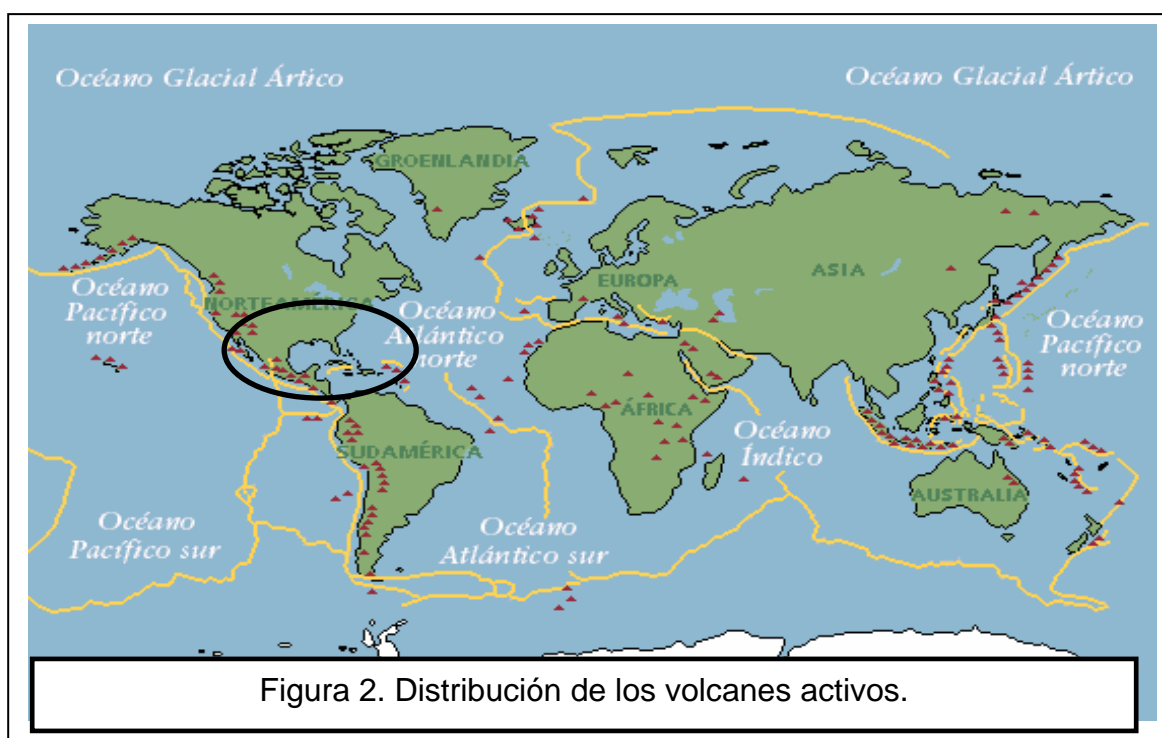 Océano Glacial Ártico
Océano Glacial Ártico
GROENLANDIA
EUROPA
ASIA
Océano
Pacífico
norte
NORTEAMÉRICA
Océano
Atlántico
norte
Océano
Pacífico
norte
ÁFRICA
Océano
Índico
SUDAMÉRICA
AUSTRALIA
Océano
Pacífico sur
Océano
Atlántico sur
Figura 2. Distribución de los volcanes activos.